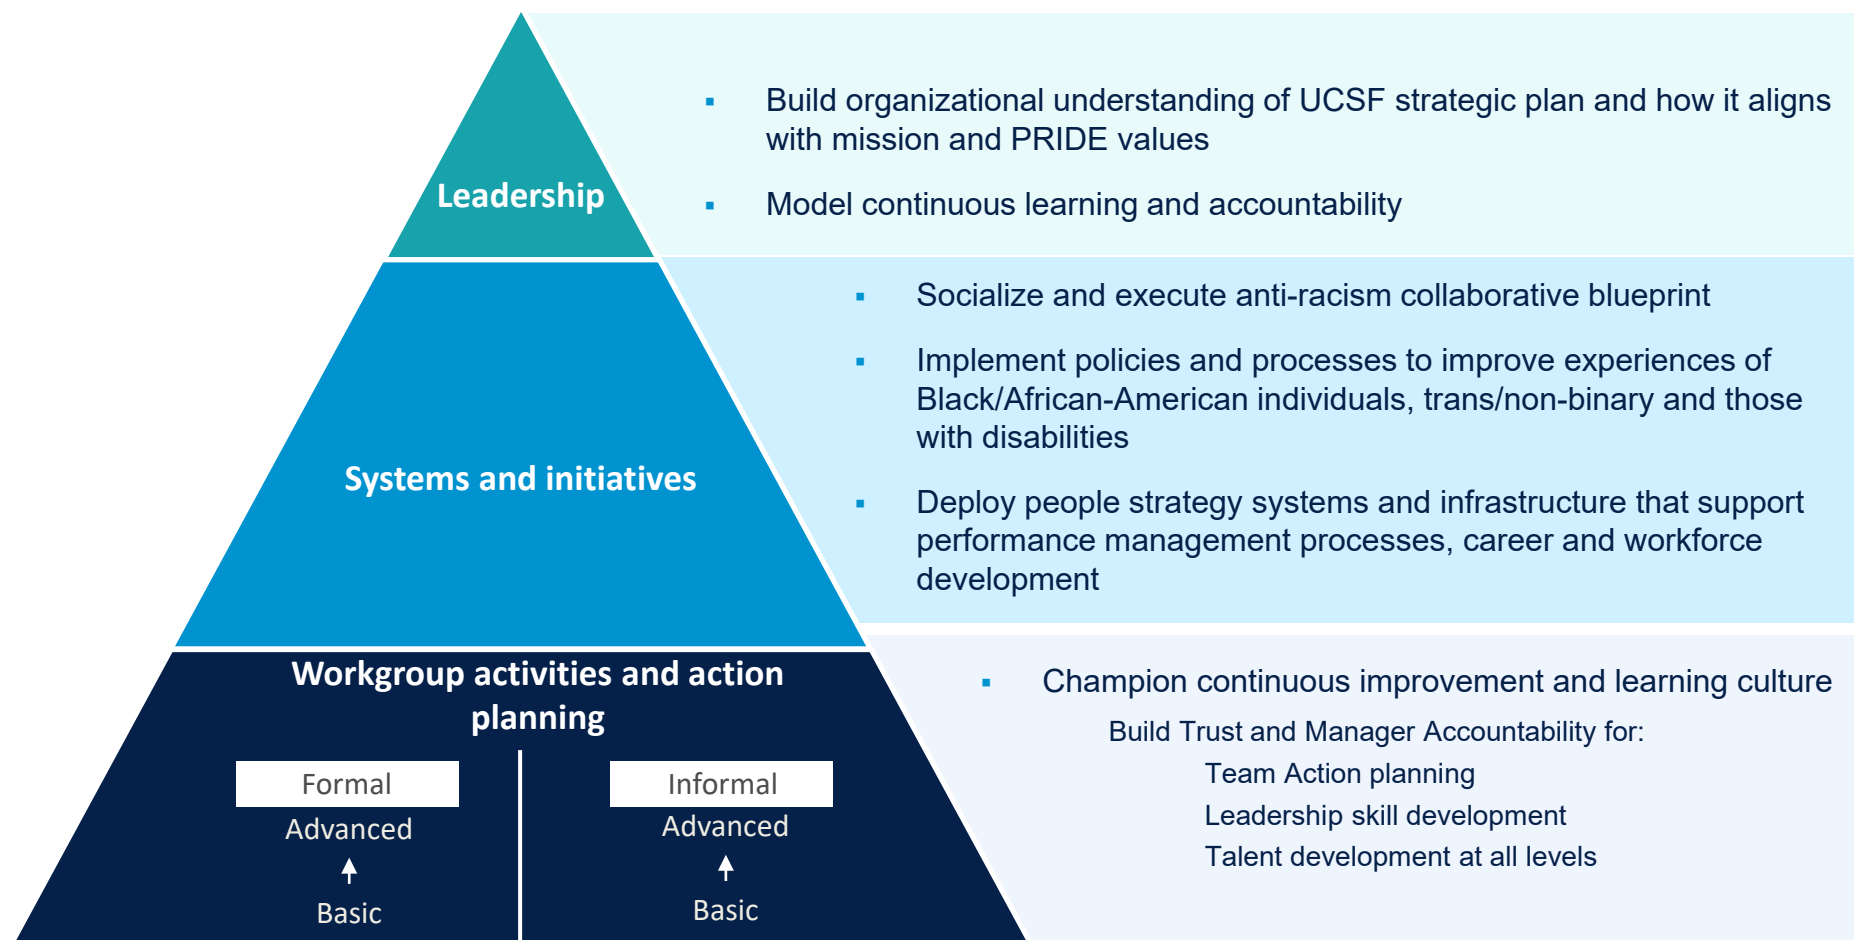 Leadership
▪ Build organizational understanding of UCSF strategic plan and how it aligns
with mission and PRIDE values
▪ Model continuous learning and accountability
Systems and initiatives
▪ Socialize and execute anti-racism collaborative blueprint
▪ Implement policies and processes to improve experiences of
Black/African-American individuals, trans/non-binary and those
with disabilities
▪ Deploy people strategy systems and infrastructure that support
performance management processes, career and workforce
development
Workgroup activities and action
planning
Formal
Advanced
Basic
Informal
Advanced
Basic
▪ Champion continuous improvement and learning culture
Build Trust and Manager Accountability for:
Team Action planning
Leadership skill development
Talent development at all levels